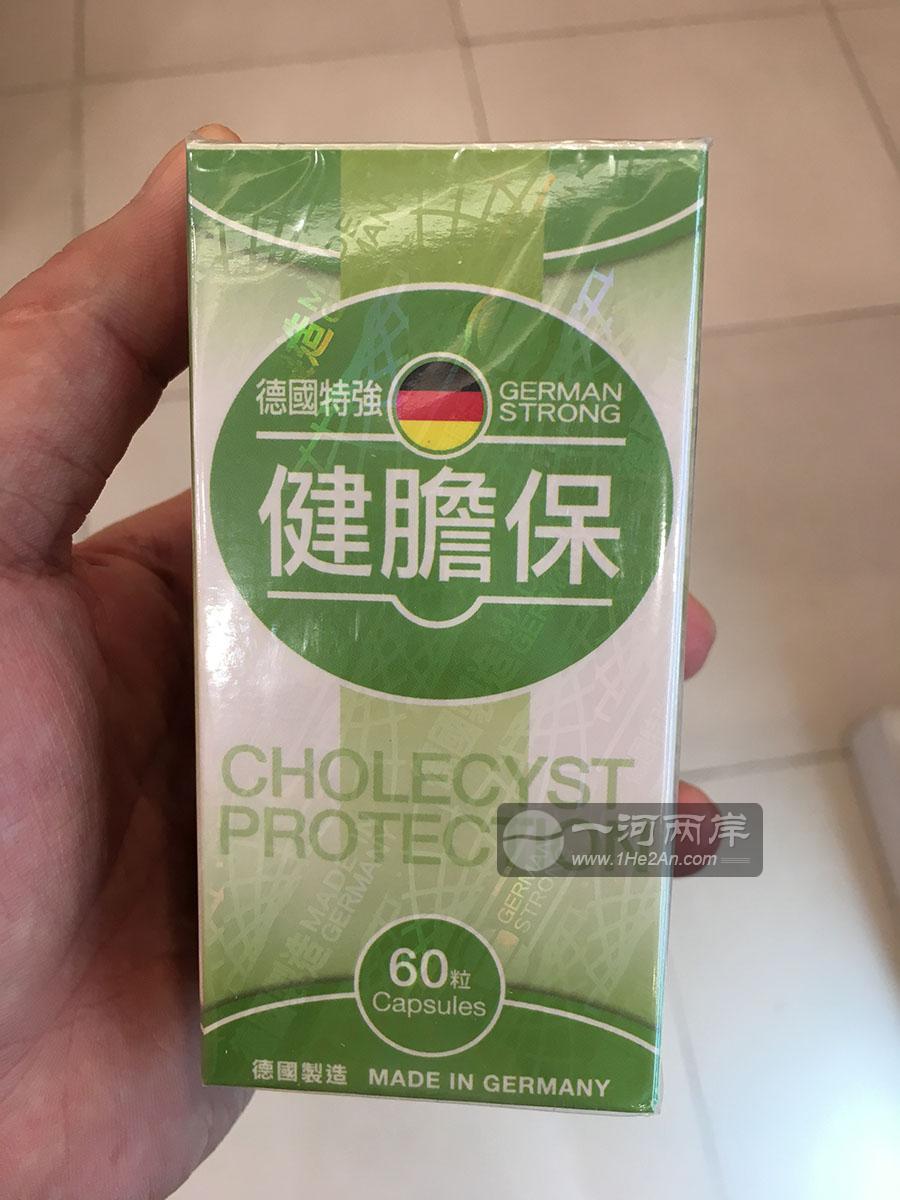 德國特強
GERMAN
STRONG
健膽保
CHOLECYST
PROTECTION
一河两岸
www.1He2An.com
60粒
Capsules
德國製造 MADE IN GERMANY